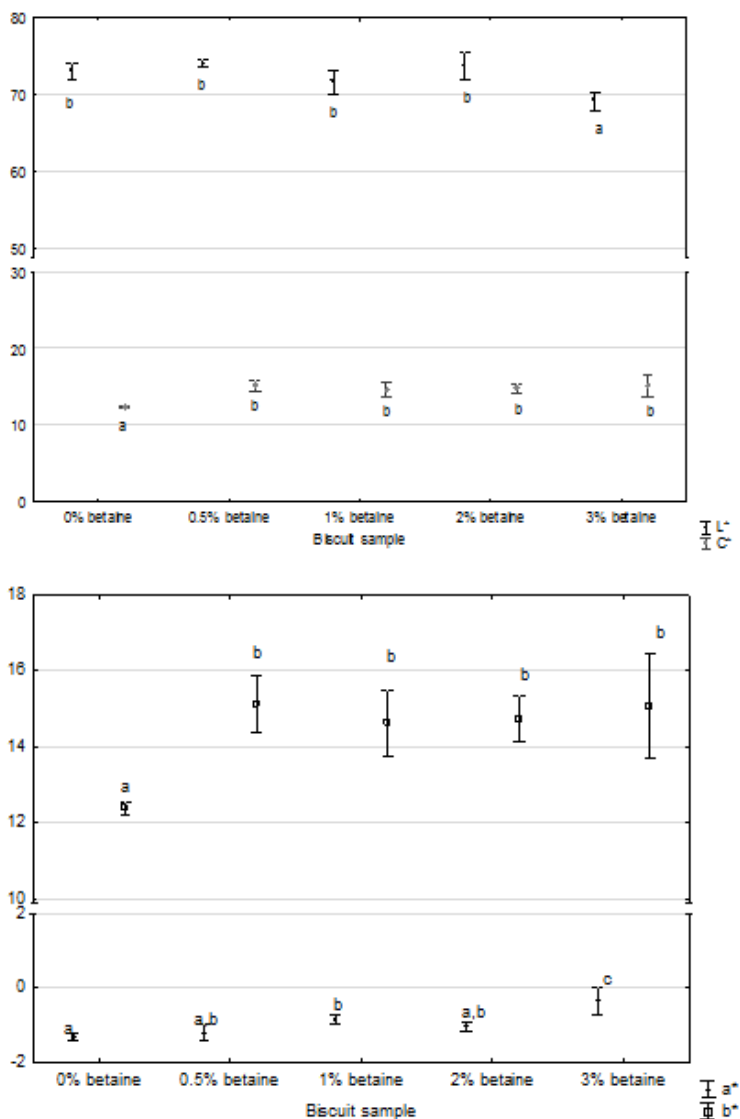 80
70
60
50
30
20
10
0
b b b b a
a b b b b
0% betaine 0.5% betaine 1% betaine 2% betaine 3% betaine
Biscuit sample
L*
C*
18
16
14
12
10
2
0
-2
a b b b b
a a,b b a,b c
0% betaine 0.5% betaine 1% betaine 2% betaine 3% betaine
Biscuit sample
a*
b*